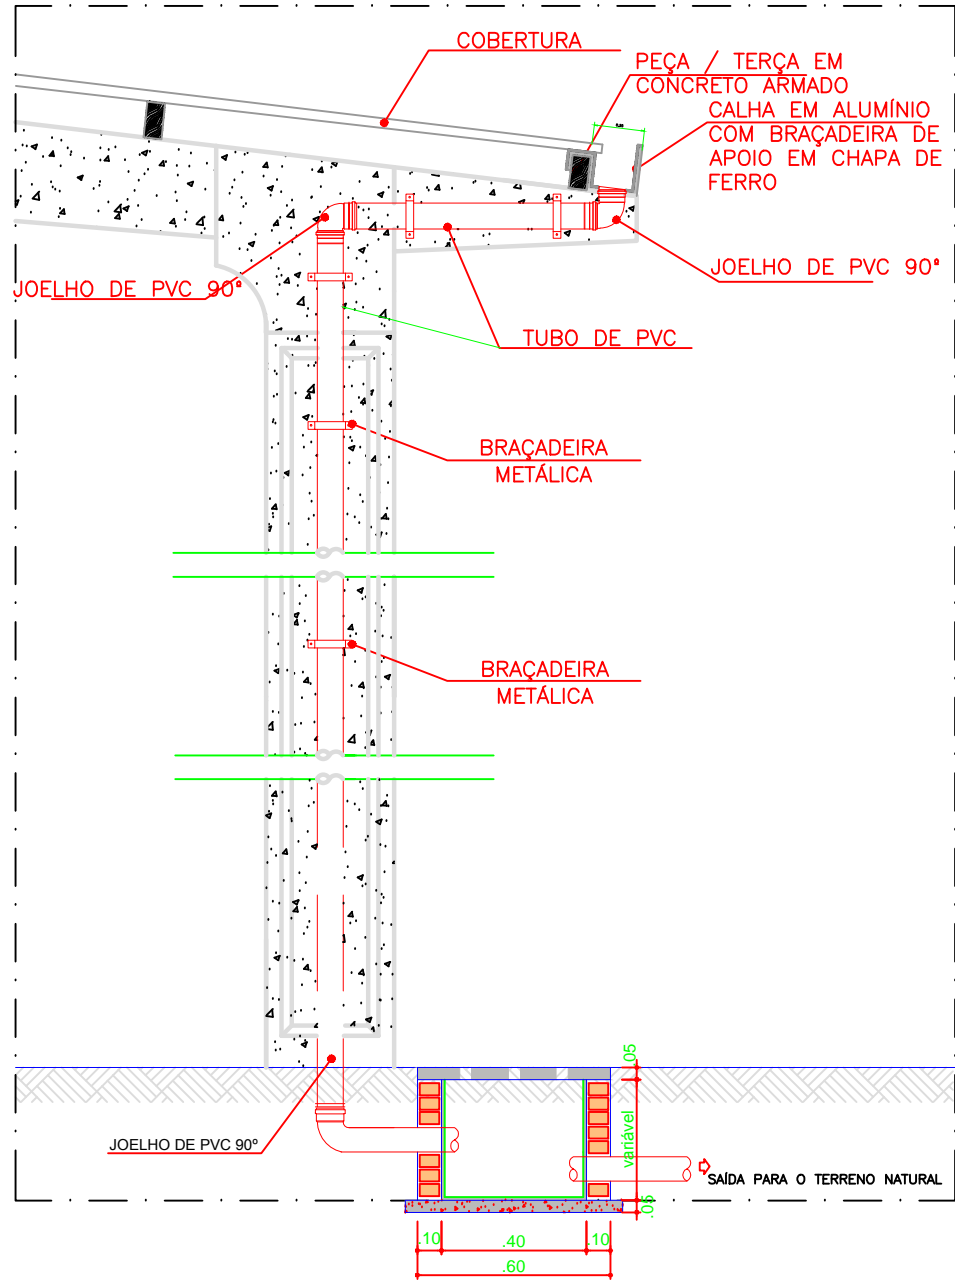 COBERTURA
PEÇA / TERÇA EM
CONCRETO ARMADO
CALHA EM ALUMÍNIO
COM BRAÇADEIRA DE
APOIO EM CHAPA DE
FERRO
JOELHO DE PVC 90º
JOELHO DE PVC 90º
TUBO DE PVC
BRAÇADEIRA
METÁLICA
BRAÇADEIRA
METÁLICA
.05
variável
JOELHO DE PVC 90º
SAÍDA PARA O TERRENO NATURAL
.05
.10
.40
.10
.60